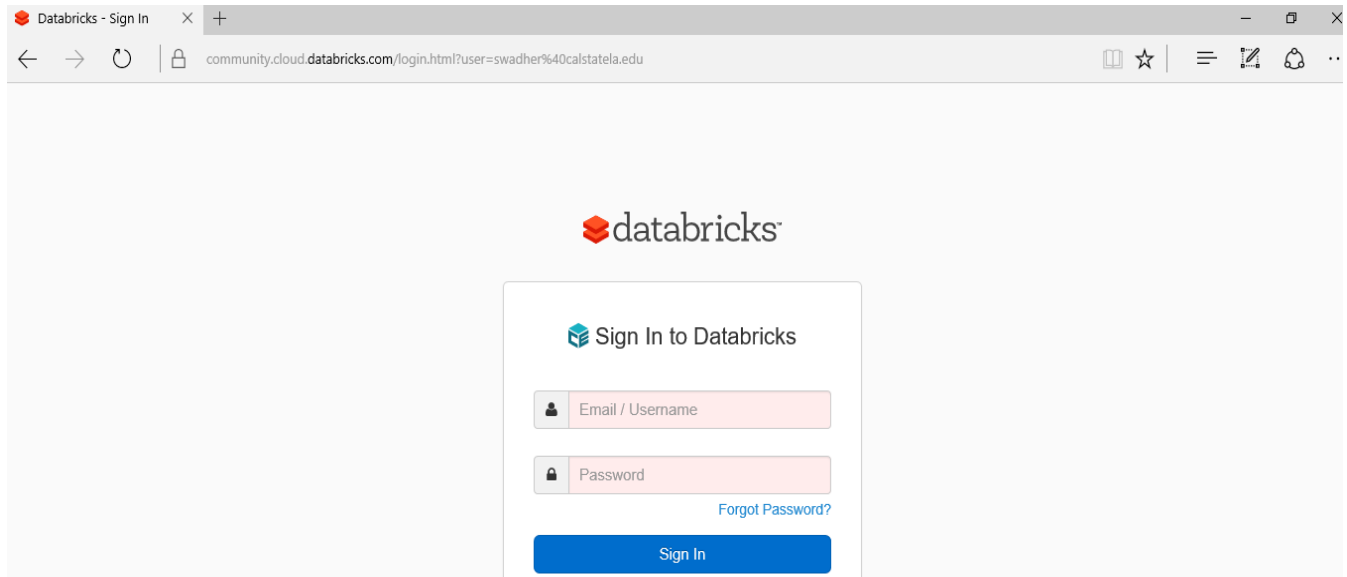 Databricks - Sign In
community.cloud.databricks.com/login.html?user=swadher%40calstatela.edu
databricks™
Sign In to Databricks
Email / Username
Password
Forgot Password?
Sign In